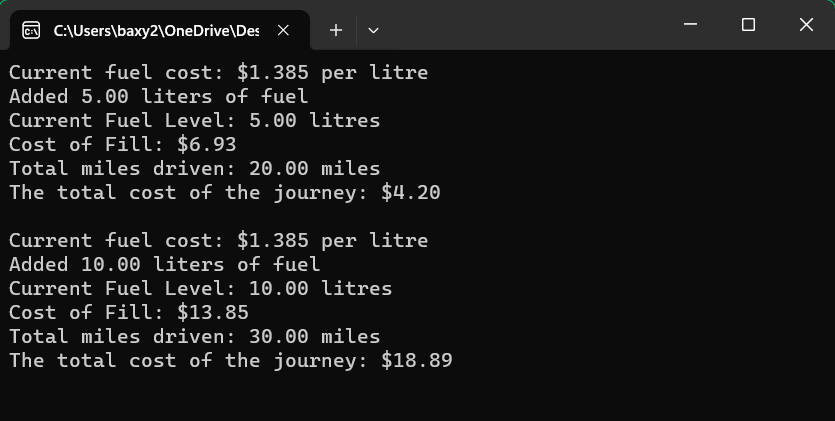 C:\Users\baxy2\OneDrive\Des
Current fuel cost: $1.385 per litre
Added 5.00 liters of fuel
Current Fuel Level: 5.00 litres
Cost of Fill: $6.93
Total miles driven: 20.00 miles
The total cost of the journey: $4.20
Current fuel cost: $1.385 per litre
Added 10.00 liters of fuel
Current Fuel Level: 10.00 litres
Cost of Fill: $13.85
Total miles driven: 30.00 miles
The total cost of the journey: $18.89